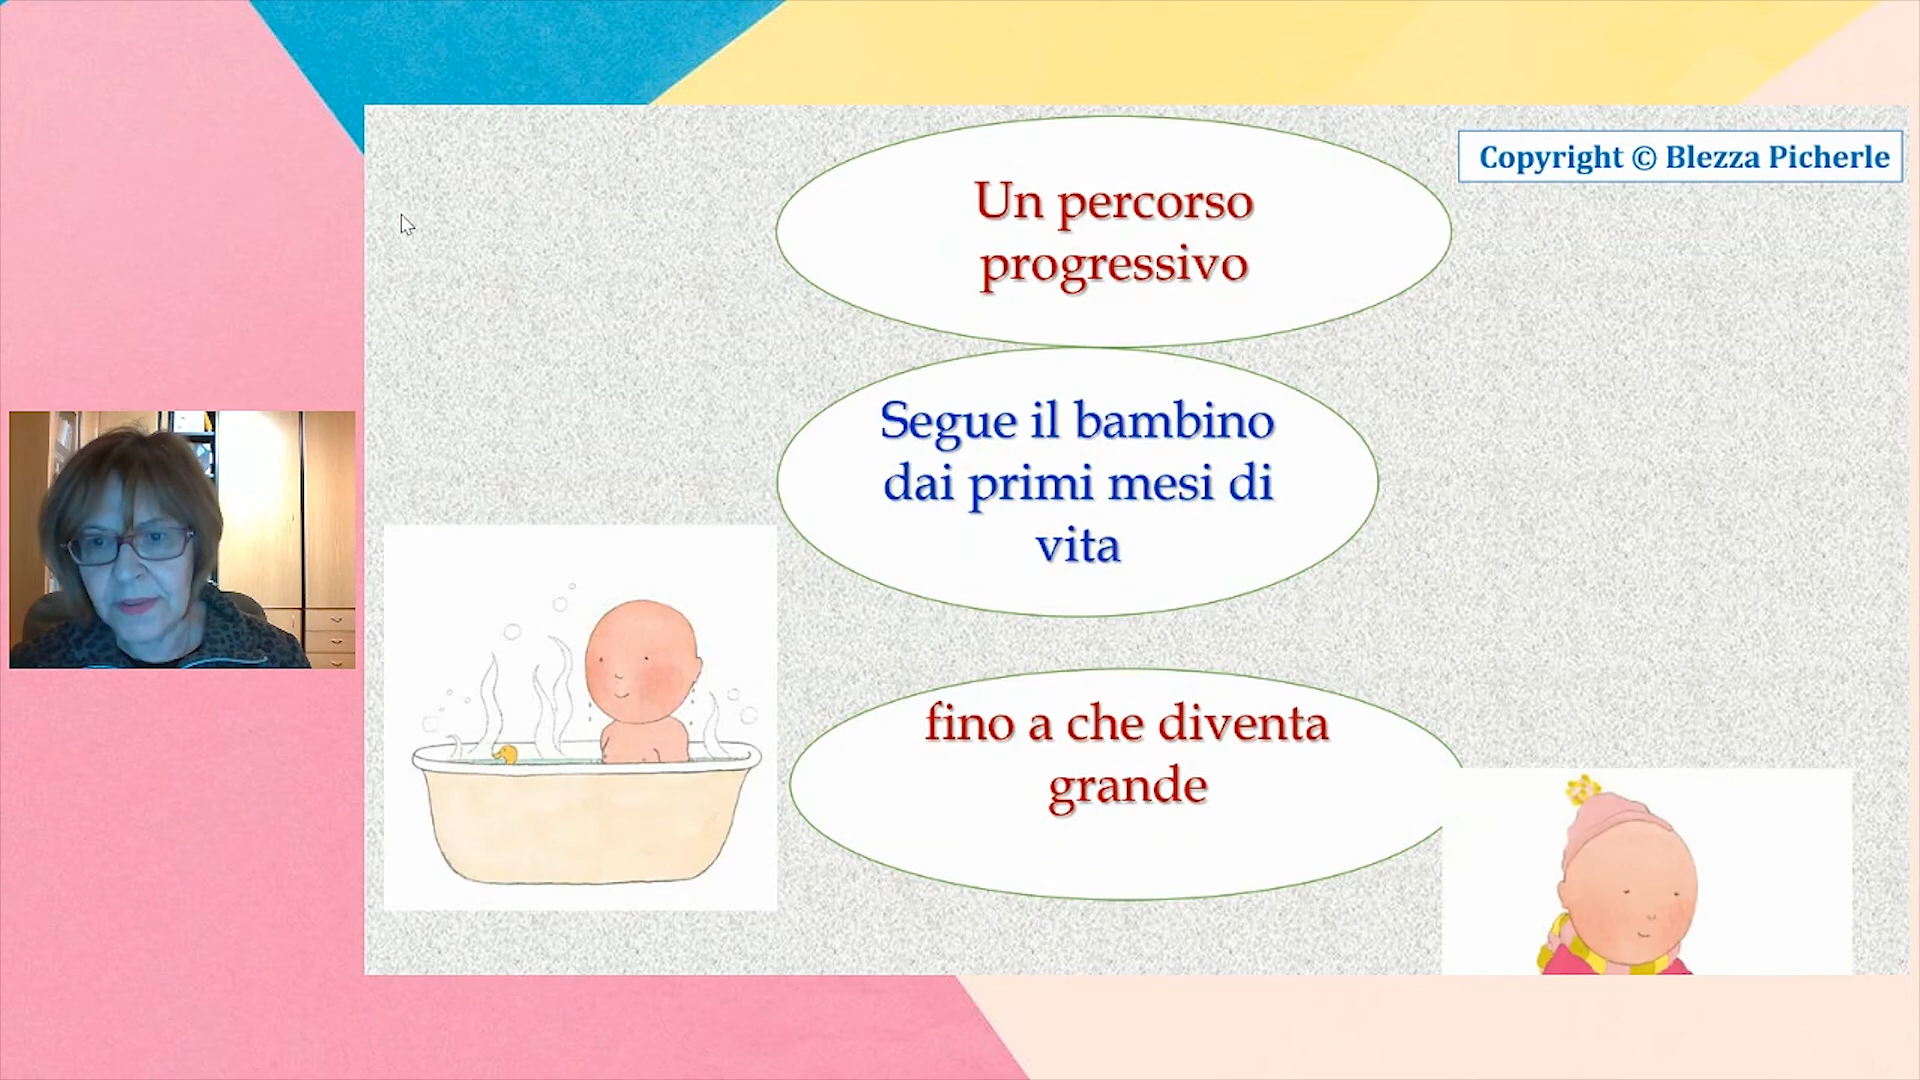 Copyright © Blezza Picherle
Un percorso
progressivo
Segue il bambino
dai primi mesi di
vita
fino a che diventa
grande